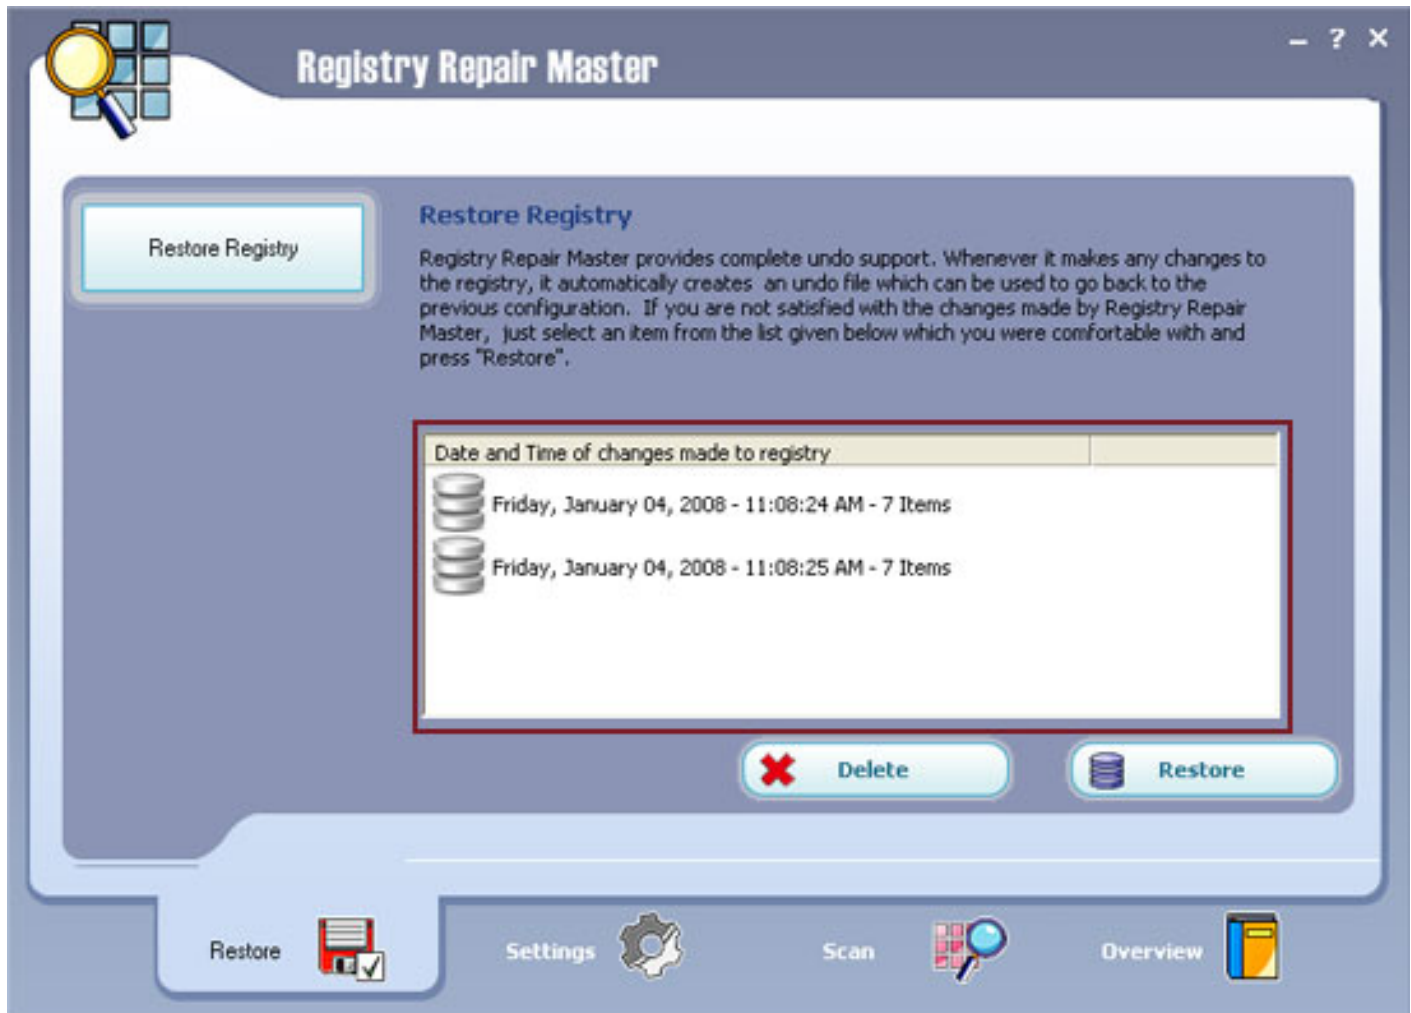 Registry Repair Master
? X
Restore Registry
Restore Registry
Registry Repair Master provides complete undo support. Whenever it makes any changes to
the registry, it automatically creates  an undo file which can be used to go back to the
previous configuration.  If you are not satisfied with the changes made by Registry Repair
Master,  just select an item from the list given below which you were comfortable with and
press "Restore".
Date and Time of changes made to registry
Friday, January 04, 2008 - 11:08:24 AM - 7 Items
Friday, January 04, 2008 - 11:08:25 AM - 7 Items
Delete
Restore
Restore
Settings
Scan
Overview